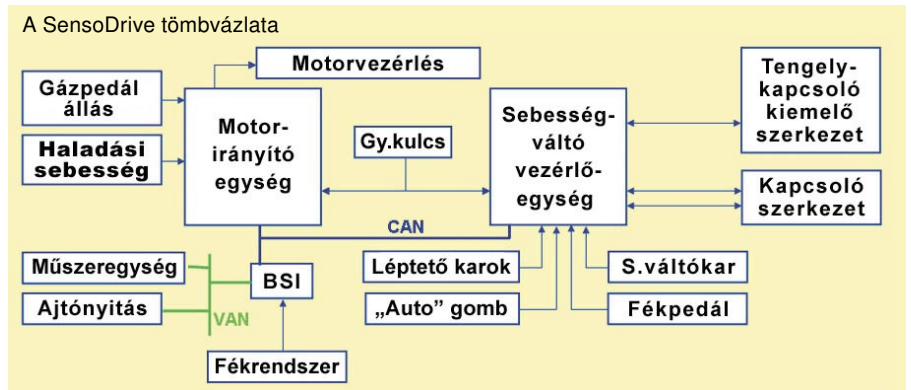 A SensoDrive tömbvázlata
Motorvezérlés
Gázpedál
állás
Haladási
sebesség
Motor-
irányító
egység
Gy.kulcs
Sebesség-
váltó
vezérlő-
egység
Tengely-
kapcsoló
kiemelő
szerkezet
Kapcsoló
szerkezet
CAN
Műszeregység
Ajtónyitás
VAN
BSI
Fékrendszer
Léptető karok
„Auto” gomb
S.váltókar
Fékpedál